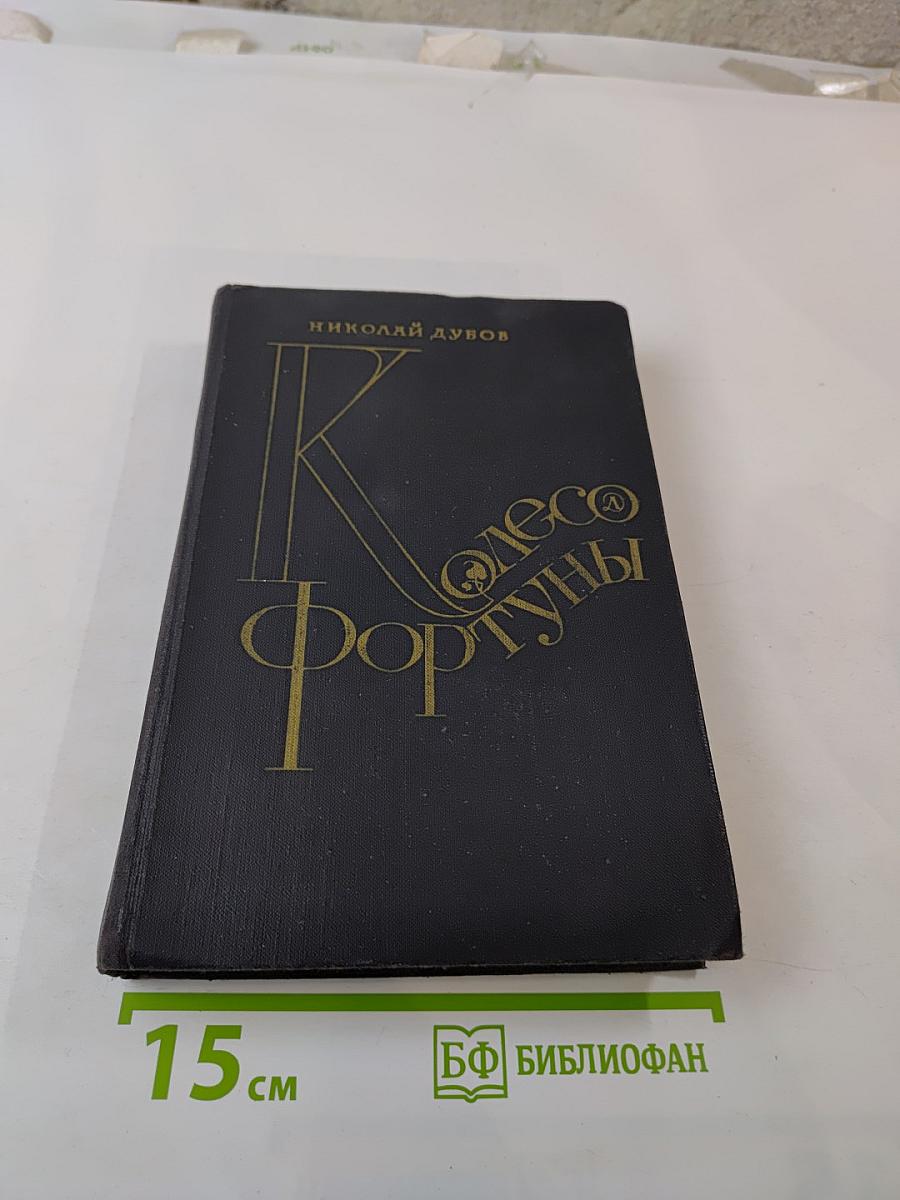 НИКОЛАЙ ДУБОВ
Колесо
Фортуны
15 см
БФ БИБЛИОФАН